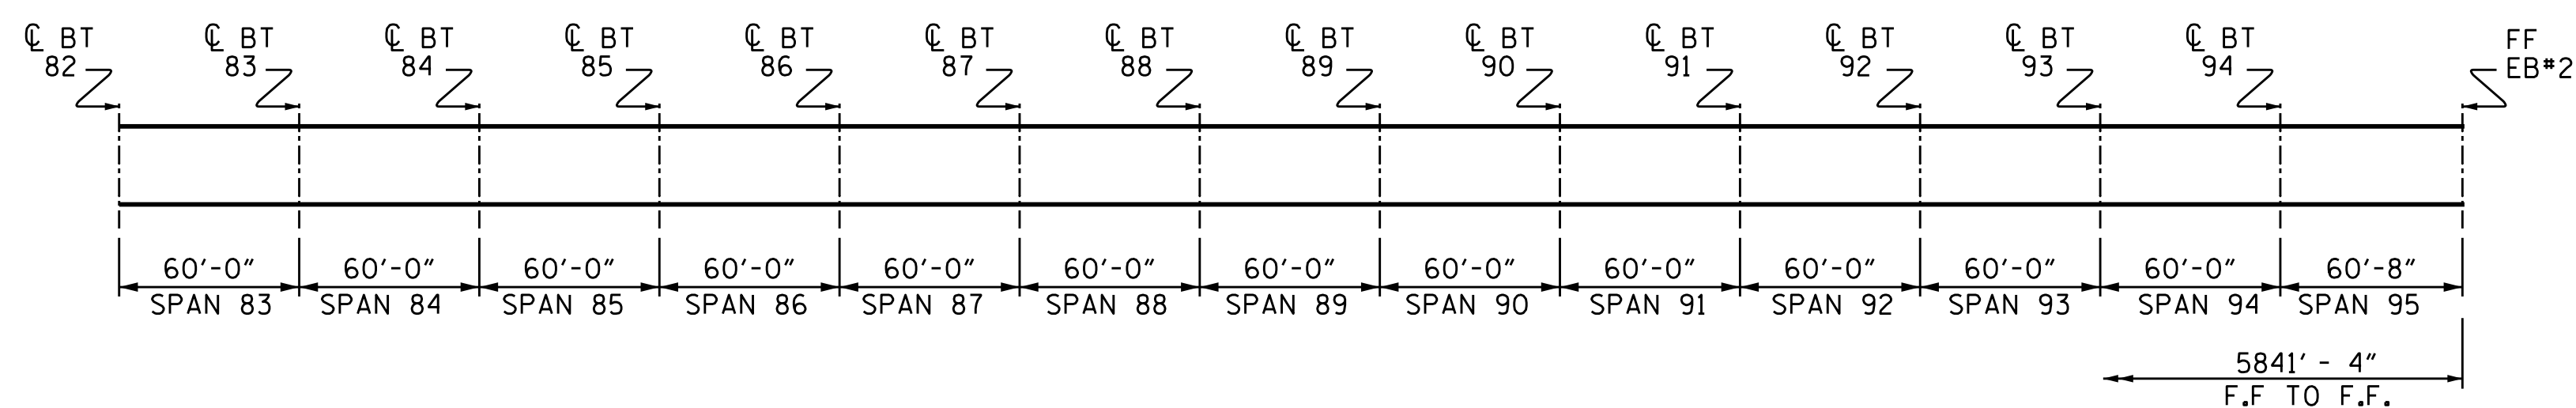 ℄ BT
82
℄ BT
83
℄ BT
84
℄ BT
85
℄ BT
86
℄ BT
87
℄ BT
88
℄ BT
89
℄ BT
90
℄ BT
91
℄ BT
92
℄ BT
93
℄ BT
94
FF
EB#2
60'-0"
SPAN 83
60'-0"
SPAN 84
60'-0"
SPAN 85
60'-0"
SPAN 86
60'-0"
SPAN 87
60'-0"
SPAN 88
60'-0"
SPAN 89
60'-0"
SPAN 90
60'-0"
SPAN 91
60'-0"
SPAN 92
60'-0"
SPAN 93
60'-0"
SPAN 94
60'-8"
SPAN 95
5841' - 4"
F.F TO F.F.